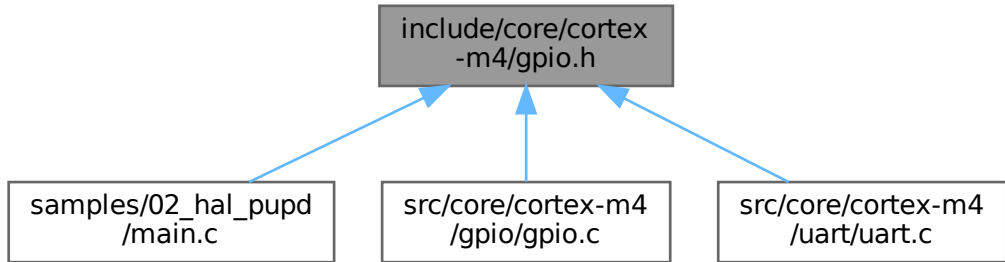 include/core/cortex
-m4/gpio.h
samples/02_hal_pupd
/main.c
src/core/cortex-m4
/gpio/gpio.c
src/core/cortex-m4
/uart/uart.c